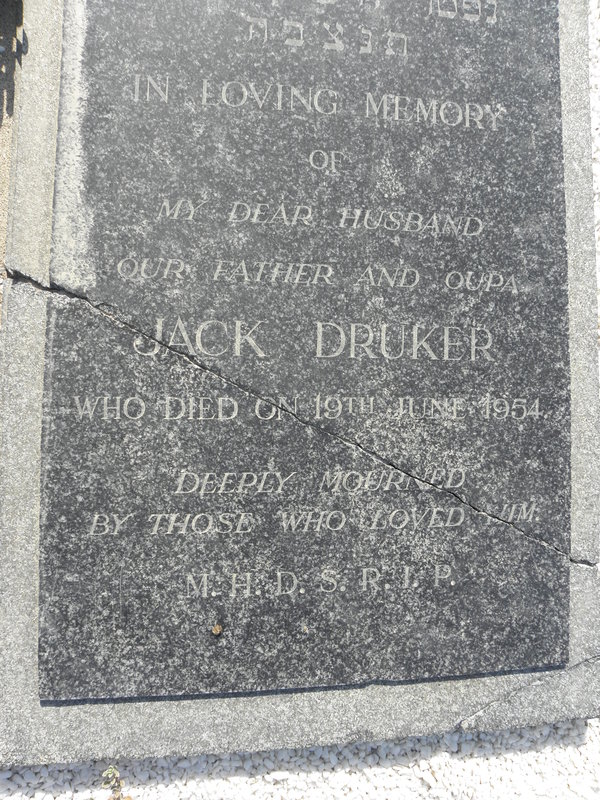 תנצבה
IN LOVING MEMORY
OF
MY DEAR HUSBAND
OUR FATHER AND OUPA
JACK DRUKER
WHO DIED ON 19TH JUNE 1954.
DEEPLY MOURNED
BY THOSE WHO LOVED HIM.
M.H.D.S.R.I.P.